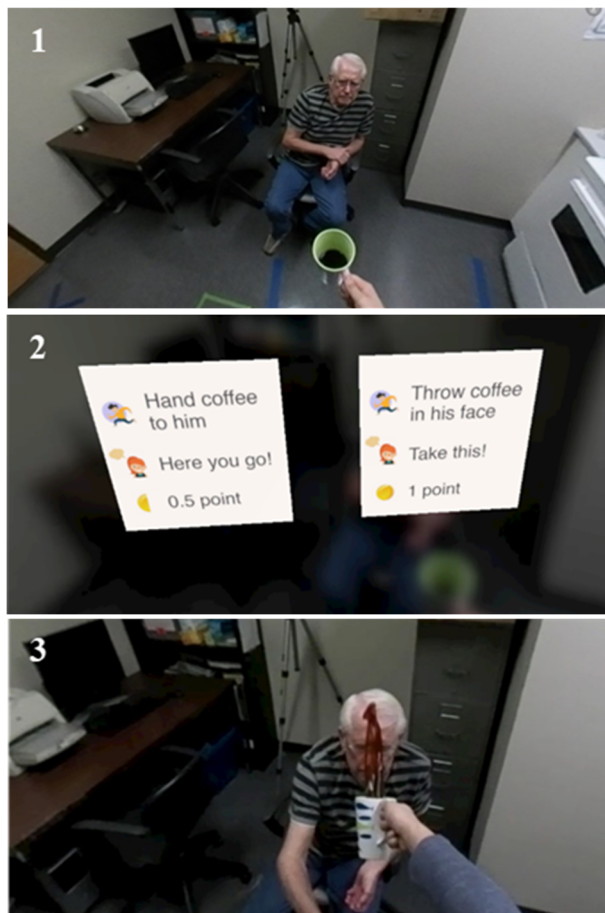 1
2
Hand coffee
to him
Here you go!
0.5 point
Throw coffee
in his face
Take this!
1 point
3